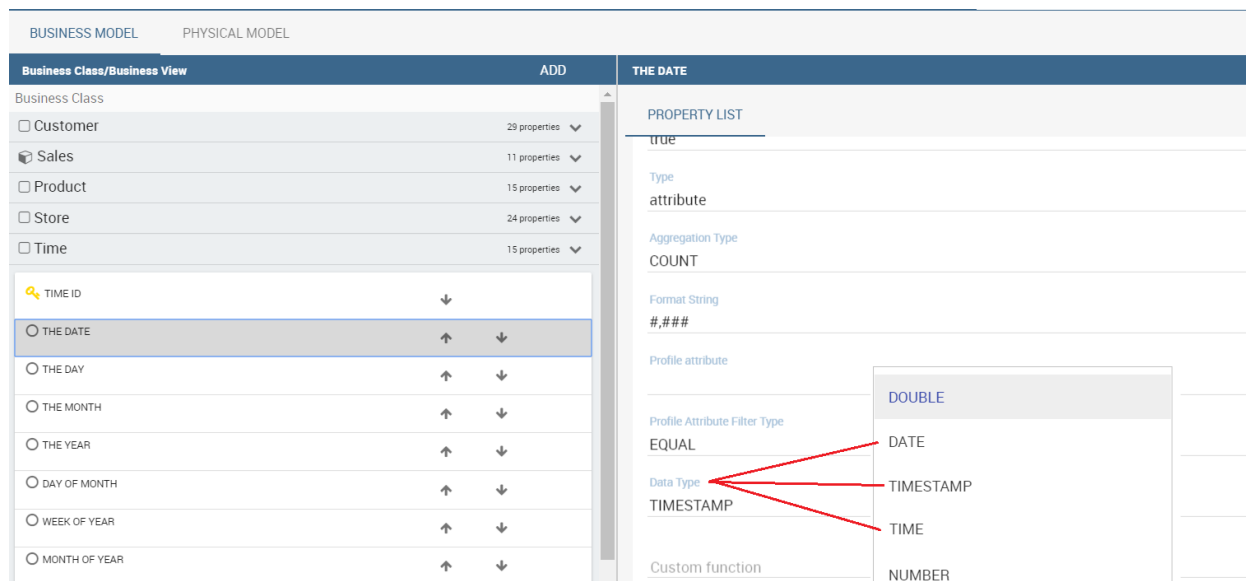 BUSINESS MODEL PHYSICAL MODEL
Business Class/Business View ADD
Business Class
Customer 29 properties
Sales 11 properties
Product 15 properties
Store 24 properties
Time 15 properties
TIME ID
THE DATE
THE DAY
THE MONTH
THE YEAR
DAY OF MONTH
WEEK OF YEAR
MONTH OF YEAR
THE DATE
PROPERTY LIST
true
Type
attribute
Aggregation Type
COUNT
Format String
#,###
Profile attribute
Profile Attribute Filter Type
EQUAL
Data Type
TIMESTAMP
Custom function
DOUBLE
DATE
TIMESTAMP
TIME
NUMBER